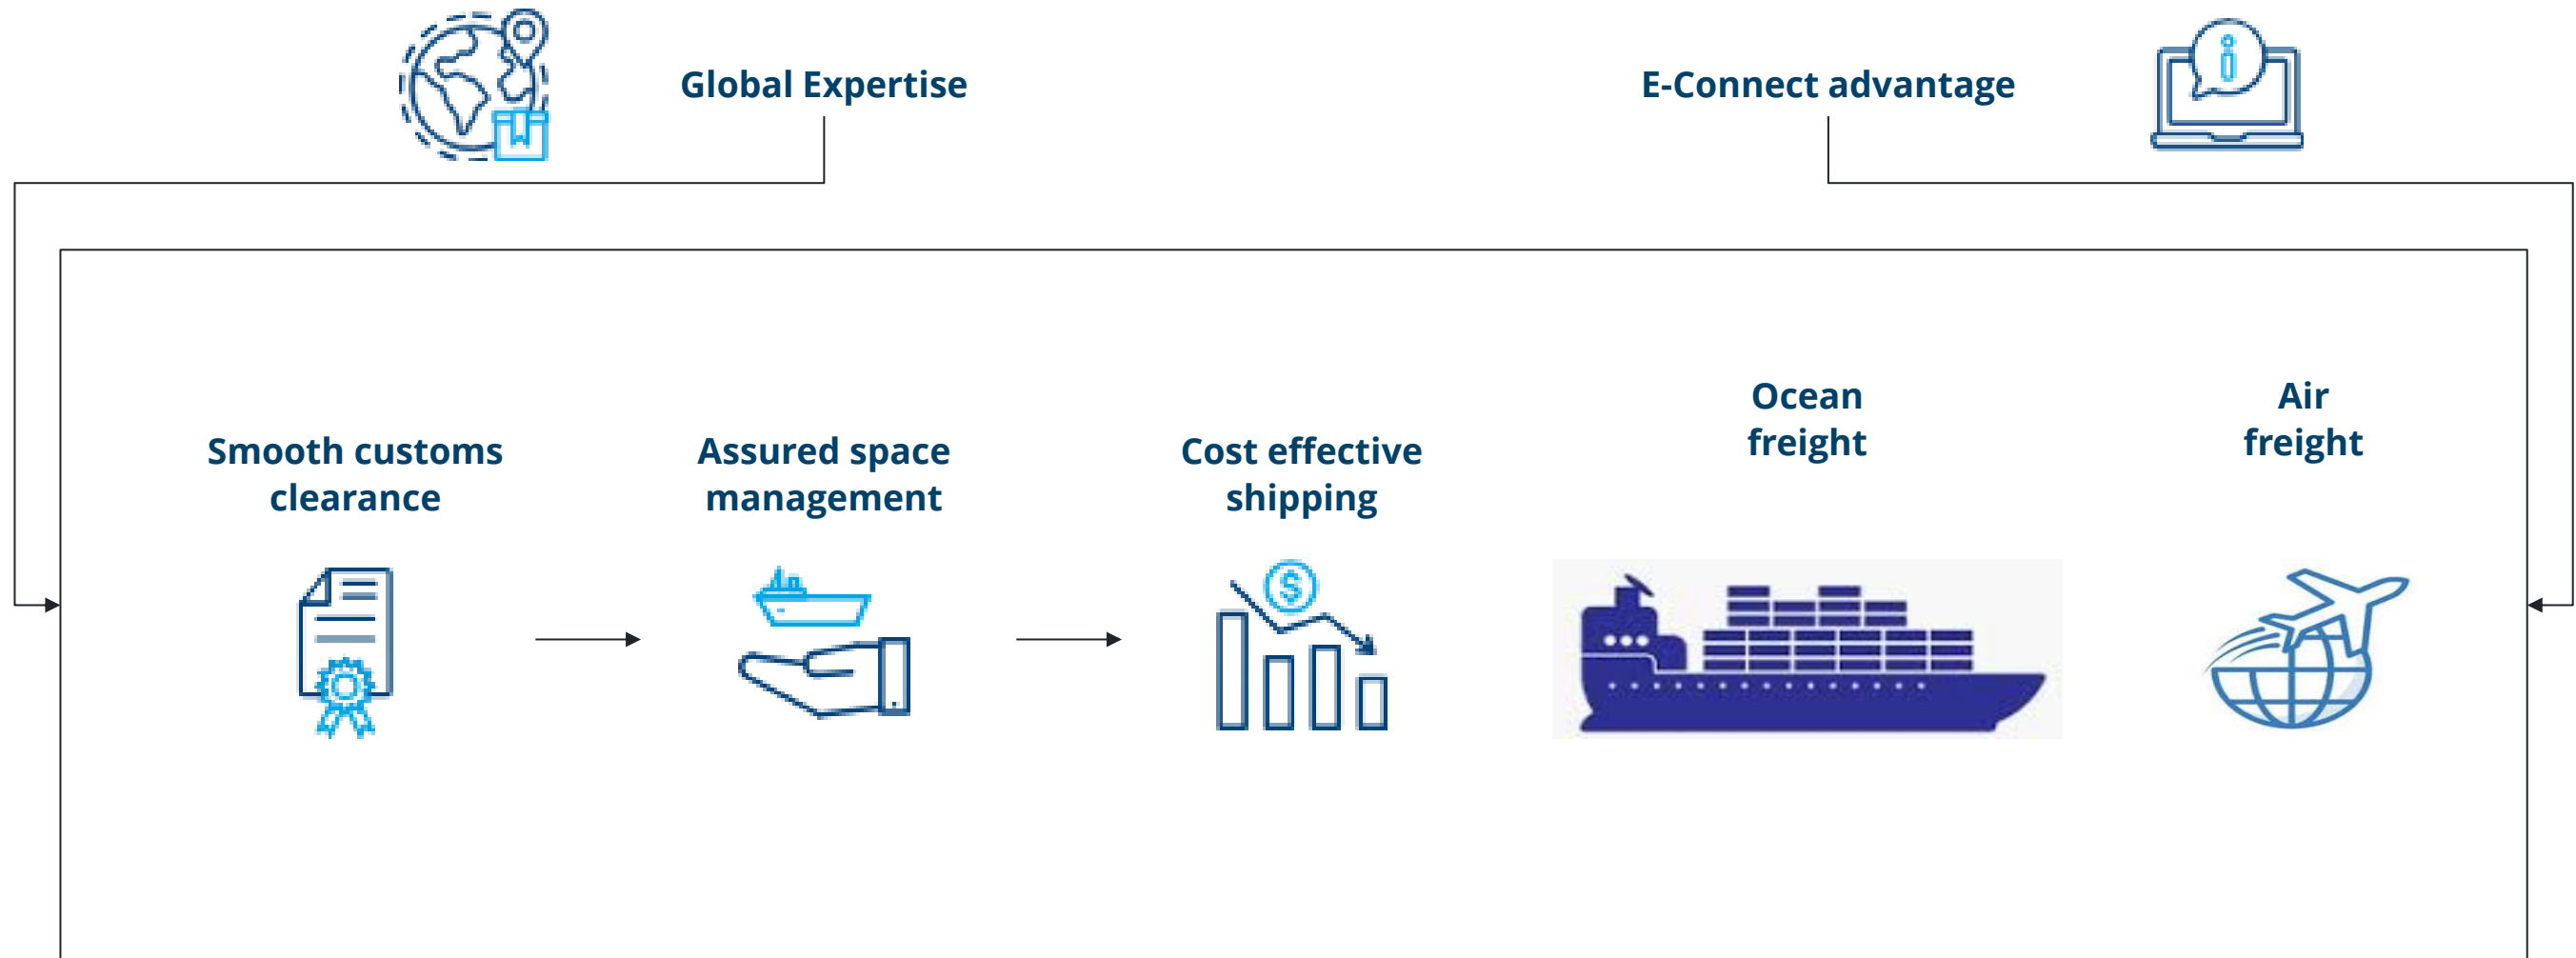 Global Expertise
E-Connect advantage
Smooth customs
clearance
Assured space
management
Cost effective
shipping
Ocean
freight
Air
freight